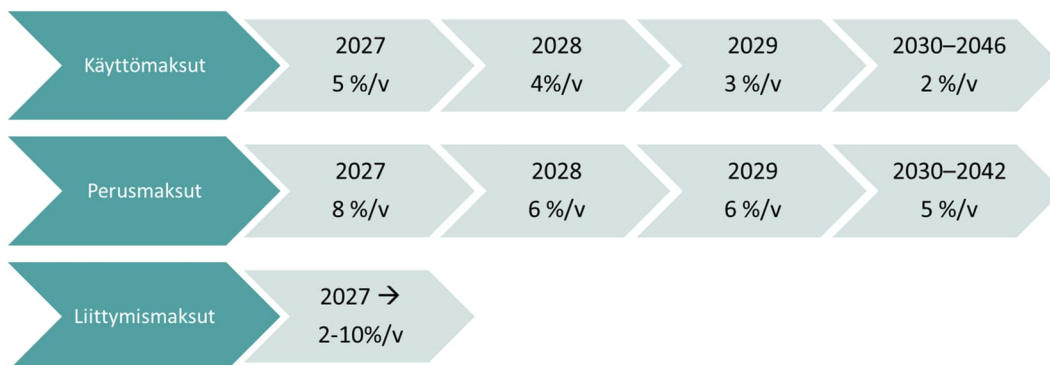 Käyttömaksut
2027
5 %/v
2028
4%/v
2029
3 %/v
2030–2046
2 %/v
Perusmaksut
2027
8 %/v
2028
6 %/v
2029
6 %/v
2030–2042
5 %/v
Liittymismaksut
2027 →
2-10%/v